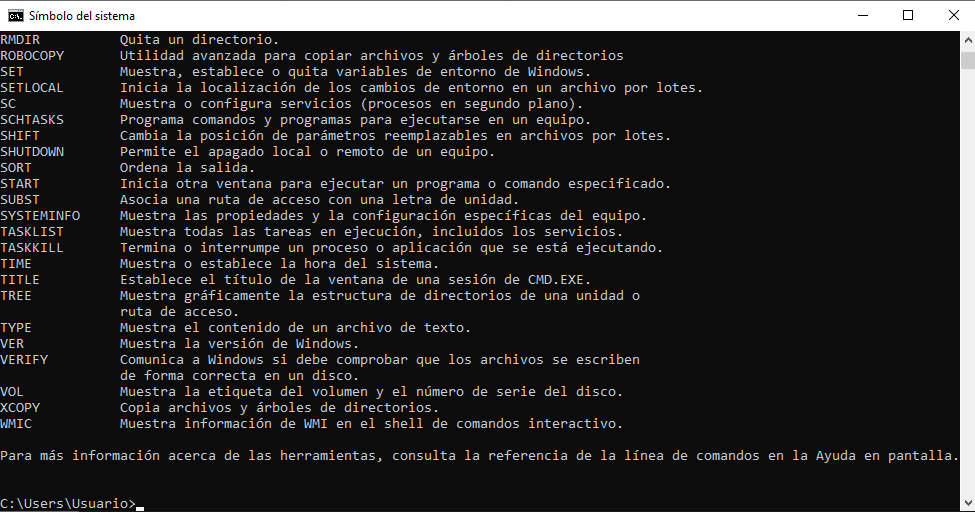 Símbolo del sistema
RMDIR          Quita un directorio.
ROBOCOPY       Utilidad avanzada para copiar archivos y árboles de directorios
SET            Muestra, establece o quita variables de entorno de Windows.
SETLOCAL       Inicia la localización de los cambios de entorno en un archivo por lotes.
SC             Muestra o configura servicios (procesos en segundo plano).
SCHTASKS       Programa comandos y programas para ejecutarse en un equipo.
SHIFT          Cambia la posición de parámetros reemplazables en archivos por lotes.
SHUTDOWN       Permite el apagado local o remoto de un equipo.
SORT           Ordena la salida.
START          Inicia otra ventana para ejecutar un programa o comando especificado.
SUBST          Asocia una ruta de acceso con una letra de unidad.
SYSTEMINFO     Muestra las propiedades y la configuración específicas del equipo.
TASKLIST       Muestra todas las tareas en ejecución, incluidos los servicios.
TASKKILL       Termina o interrumpe un proceso o aplicación que se está ejecutando.
TIME           Muestra o establece la hora del sistema.
TITLE          Establece el título de la ventana de una sesión de CMD.EXE.
TREE           Muestra gráficamente la estructura de directorios de una unidad o
               ruta de acceso.
TYPE           Muestra el contenido de un archivo de texto.
VER            Muestra la versión de Windows.
VERIFY         Comunica a Windows si debe comprobar que los archivos se escriben
               de forma correcta en un disco.
VOL            Muestra la etiqueta del volumen y el número de serie del disco.
XCOPY          Copia archivos y árboles de directorios.
WMIC           Muestra información de WMI en el shell de comandos interactivo.
Para más información acerca de las herramientas, consulta la referencia de la línea de comandos en la Ayuda en pantalla.
C:\Users\Usuario>